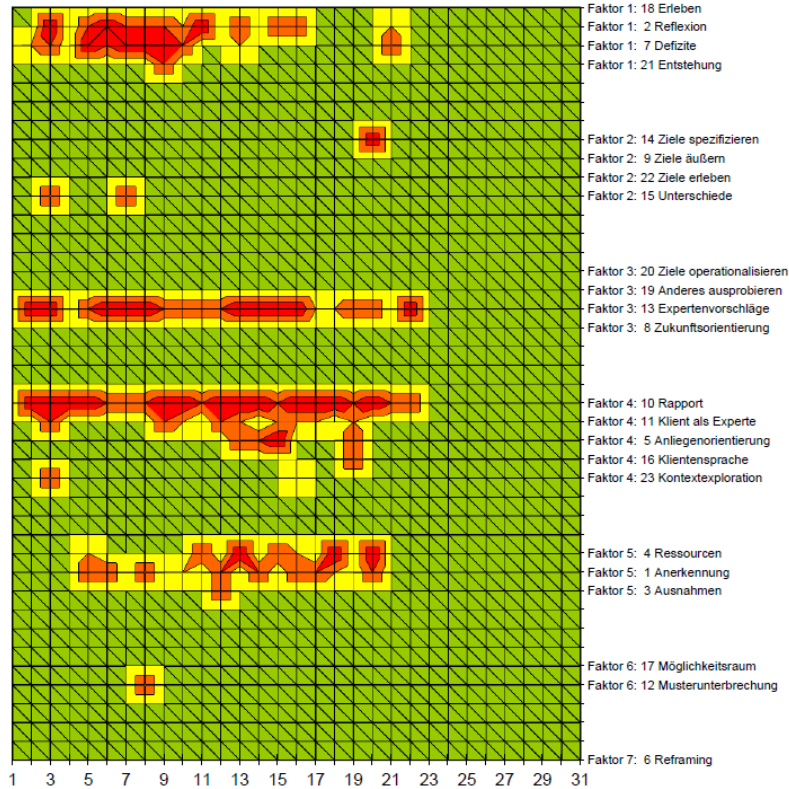 Faktor 1: 18 Erleben
Faktor 1: 2 Reflexion
Faktor 1: 7 Defizite
Faktor 1: 21 Entstehung
Faktor 2: 14 Ziele spezifizieren
Faktor 2: 9 Ziele äußern
Faktor 2: 22 Ziele erleben
Faktor 2: 15 Unterschiede
Faktor 3: 20 Ziele operationalisieren
Faktor 3: 19 Anderes ausprobieren
Faktor 3: 13 Expertenvorschläge
Faktor 3: 8 Zukunftsorientierung
Faktor 4: 10 Rapport
Faktor 4: 11 Klient als Experte
Faktor 4: 5 Anliegenorientierung
Faktor 4: 16 Klientensprache
Faktor 4: 23 Kontextexploration
Faktor 5: 4 Ressourcen
Faktor 5: 1 Anerkennung
Faktor 5: 3 Ausnahmen
Faktor 6: 17 Möglichkeitsraum
Faktor 6: 12 Musterunterbrechung
Faktor 7: 6 Reframing
1 3 5 7 9 11 13 15 17 19 21 23 25 27 29 31